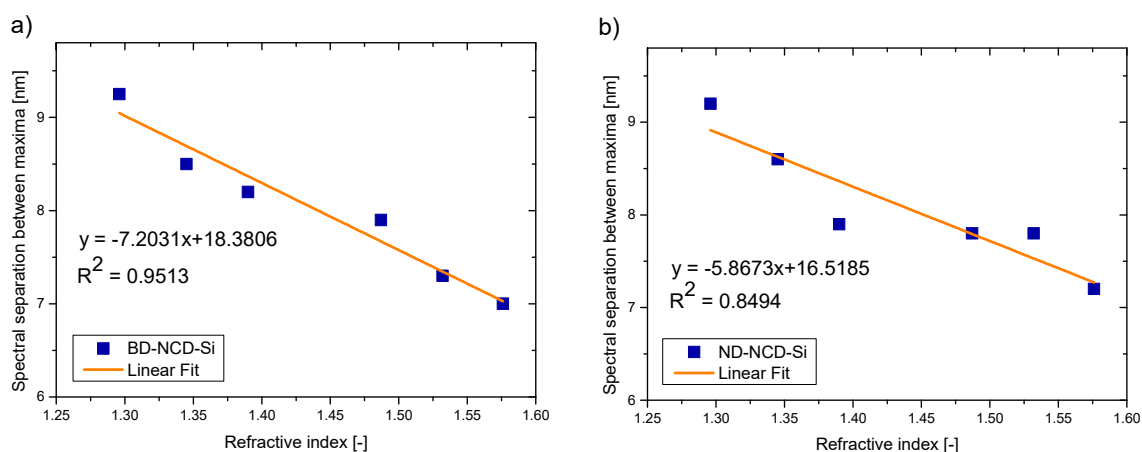 a)
Spectral separation between maxima [nm]
9
8
7
6
y = -7.2031x+18.3806
R² = 0.9513
BD-NCD-Si
Linear Fit
1.25 1.30 1.35 1.40 1.45 1.50 1.55 1.60
Refractive index [-]
b)
Spectral separation between maxima [nm]
9
8
7
6
y = -5.8673x+16.5185
R² = 0.8494
ND-NCD-Si
Linear Fit
1.25 1.30 1.35 1.40 1.45 1.50 1.55 1.60
Refractive index [-]